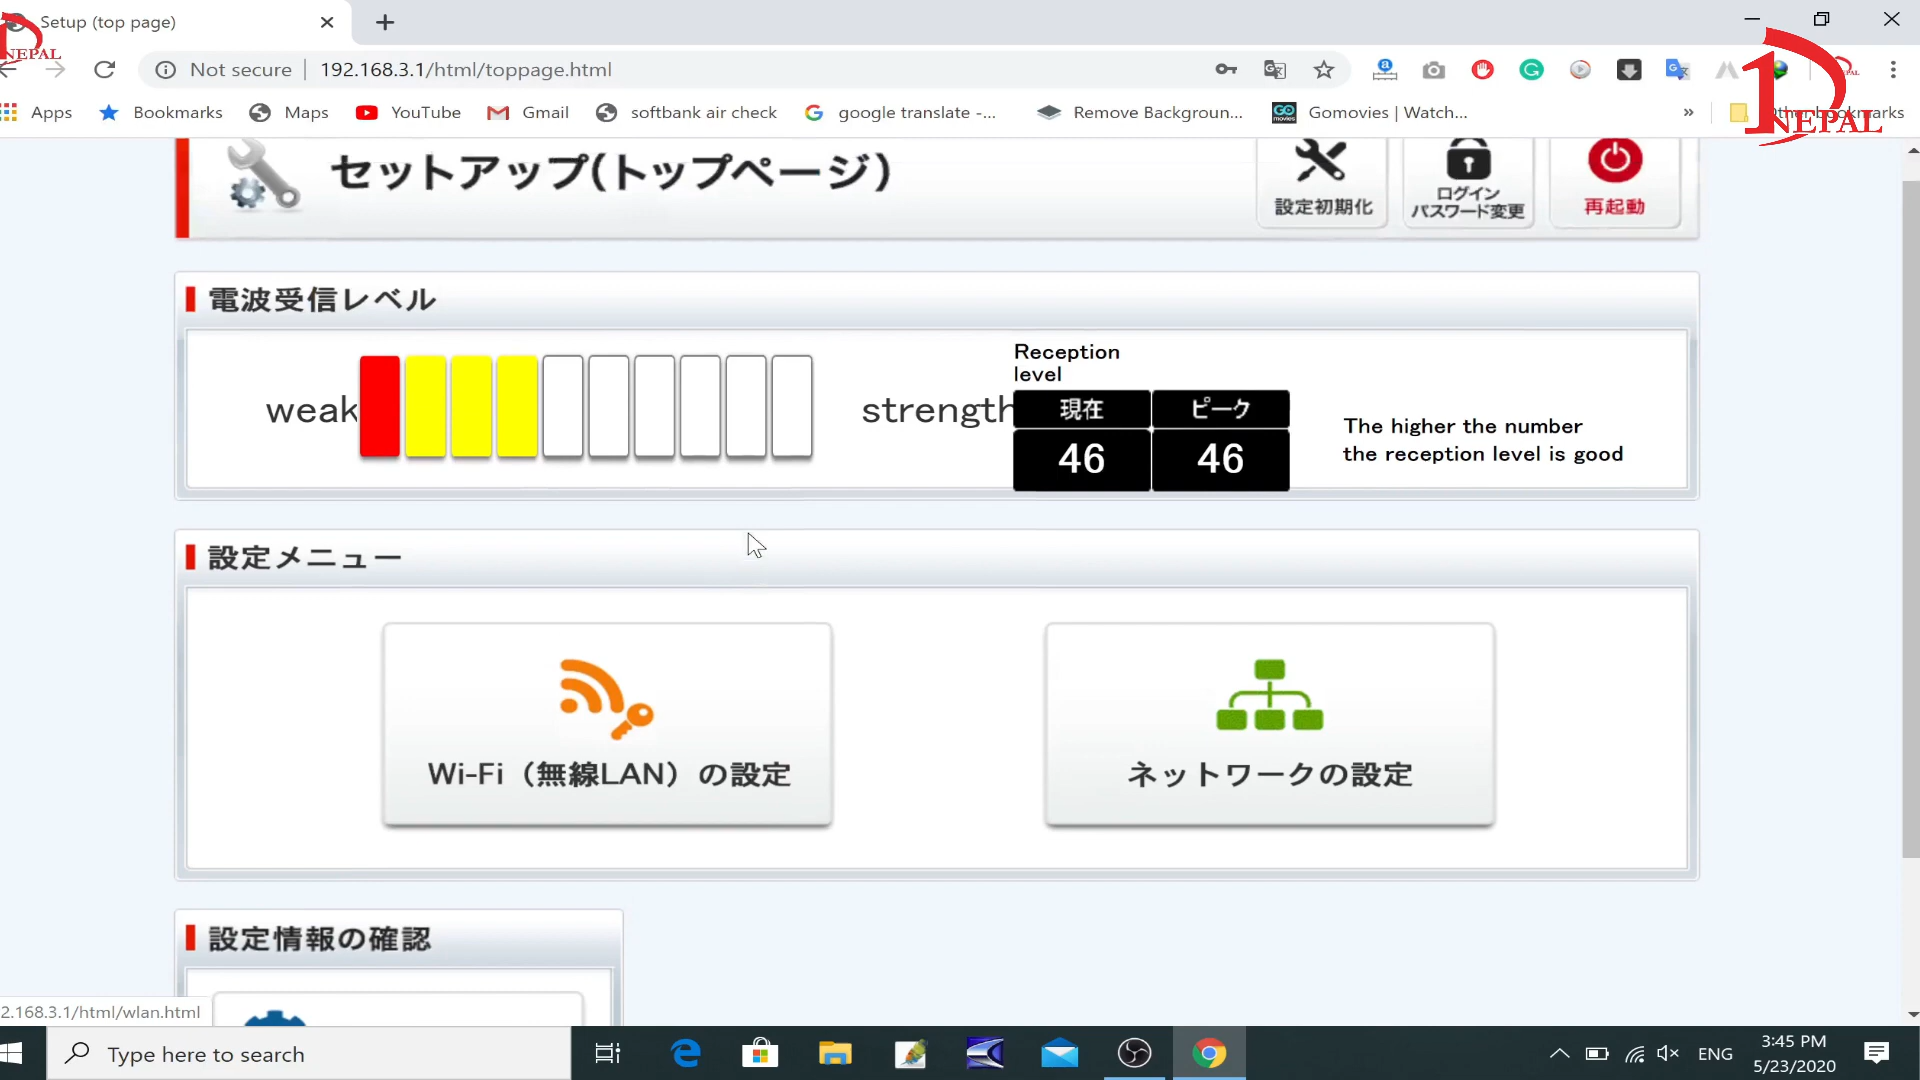 Setup (top page)
NEPAL
Not secure 192.168.3.1/html/toppage.html
NEPAL
Apps Bookmarks Maps YouTube Gmail softbank air check google translate -... Remove Backgroun... Gomovies | Watch... » Other bookmarks
セットアップ(トップページ)
設定初期化
ログイン
パスワード変更
再起動
電波受信レベル
weak
strength
Reception
level
現在 ピーク
46 46
The higher the number
the reception level is good
設定メニュー
Wi-Fi（無線LAN）の設定
ネットワークの設定
設定情報の確認
2.168.3.1/html/wlan.html
Type here to search
ENG
3:45 PM
5/23/2020